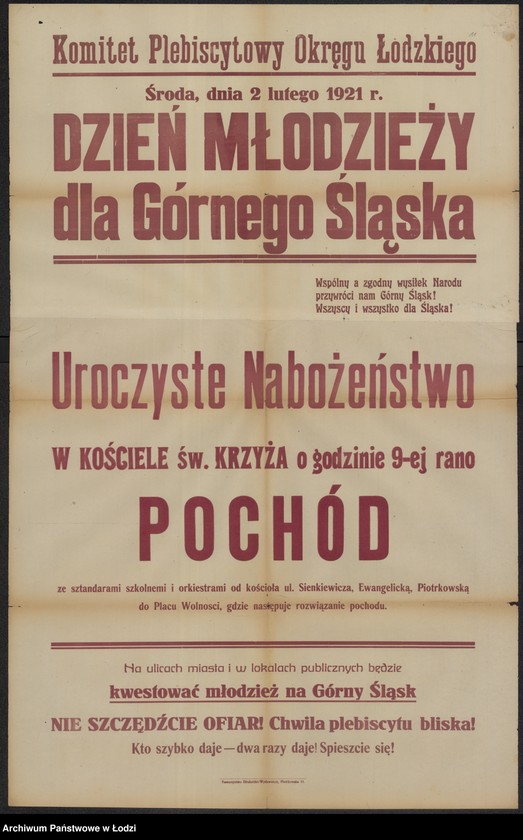 Komitet Plebiscytowy Okręgu Łódzkiego
Środa, dnia 2 lutego 1921 r.
DZIEŃ MŁODZIEŻY
dla Górnego Śląska
Wspólny a zgodny wysiłek Narodu
przywróci nam Górny Śląsk!
Wszyscy i wszystko dla Śląska!
Uroczyste Nabożeństwo
W KOŚCIELE św. KRZYŻA o godzinie 9-ej rano
POCHÓD
ze sztandarami szkolnemi i orkiestrami od kościoła ul. Sienkiewicza, Ewangelicką, Piotrkowską
do Placu Wolnosci, gdzie następuje rozwiązanie pochodu.
Na ulicach miasta i w lokalach publicznych będzie
kwestować młodzież na Górny Śląsk
NIE SZCZĘDŹCIE OFIAR! Chwila plebiscytu bliska!
Kto szybko daje—dwa razy daje! Spieszcie się!
Archiwum Państwowe w Łodzi